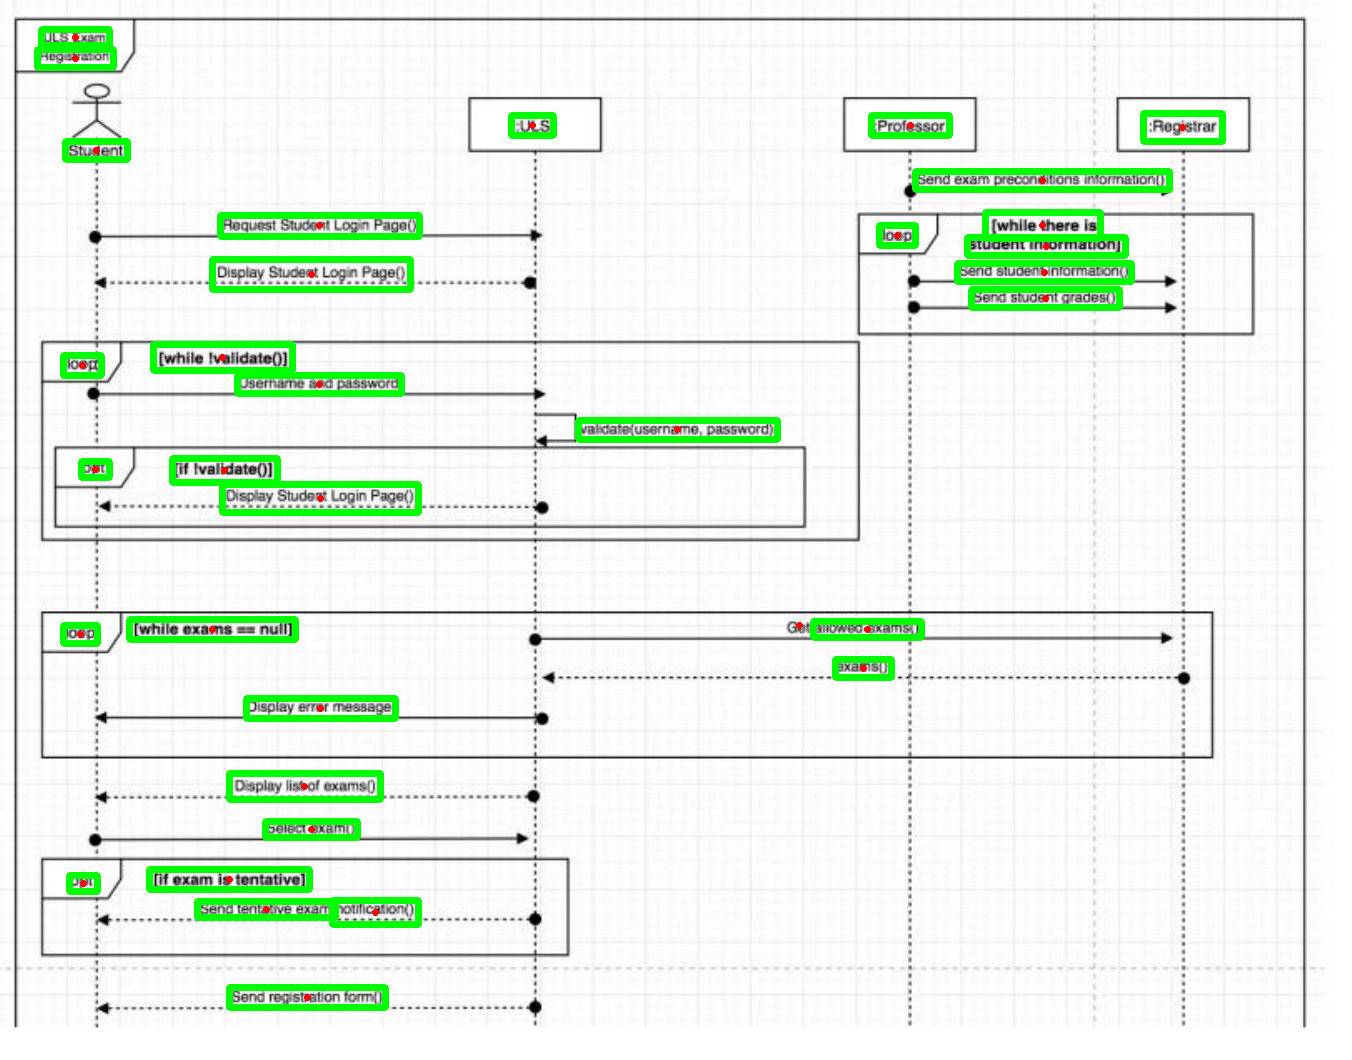 ULS Exam
Registration
Student
:ULS
:Professor
:Registrar
Send exam preconditions information()
Request Student Login Page()
loop
[while there is
student information]
Display Student Login Page()
Send student information()
Send student grades()
loop
[while !validate()]
Username and password
validate(username, password)
opt
[if !validate()]
Display Student Login Page()
loop
[while exams == null]
Get allowed exams()
exams()
Display error message
Display list of exams()
Select exam()
opt
[if exam is tentative]
Send tentative exam notification()
Send registration form()